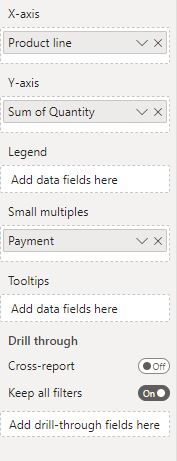 X-axis
Product line
Y-axis
Sum of Quantity
Legend
Add data fields here
Small multiples
Payment
Tooltips
Add data fields here
Drill through
Cross-report Off
Keep all filters On
Add drill-through fields here